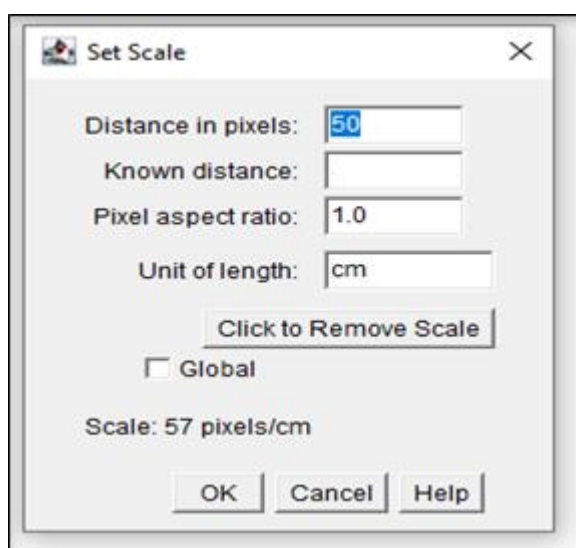 Set Scale
Distance in pixels: 50
Known distance:
Pixel aspect ratio: 1.0
Unit of length: cm
Click to Remove Scale
Global
Scale: 57 pixels/cm
OK Cancel Help